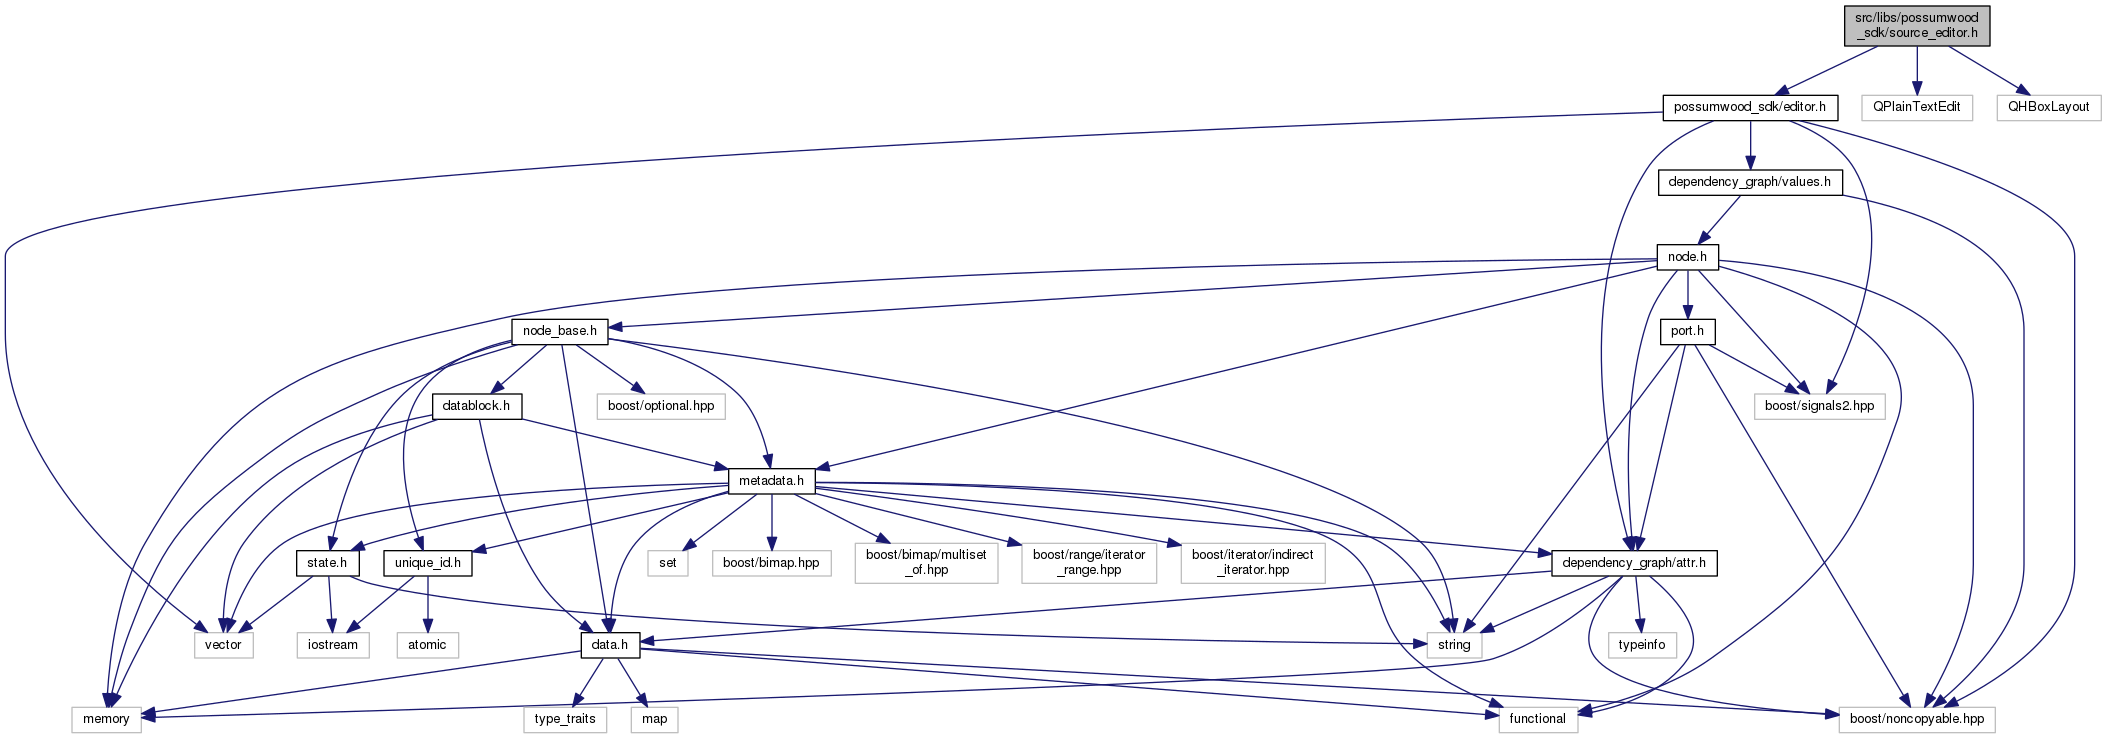 src/libs/possumwood
_sdk/source_editor.h
possumwood_sdk/editor.h
QPlainTextEdit
QHBoxLayout
dependency_graph/values.h
node.h
node_base.h
port.h
datablock.h
boost/optional.hpp
boost/signals2.hpp
metadata.h
state.h
unique_id.h
set
boost/bimap.hpp
boost/bimap/multiset
_of.hpp
boost/range/iterator
_range.hpp
boost/iterator/indirect
_iterator.hpp
dependency_graph/attr.h
vector
iostream
atomic
data.h
string
typeinfo
memory
type_traits
map
functional
boost/noncopyable.hpp